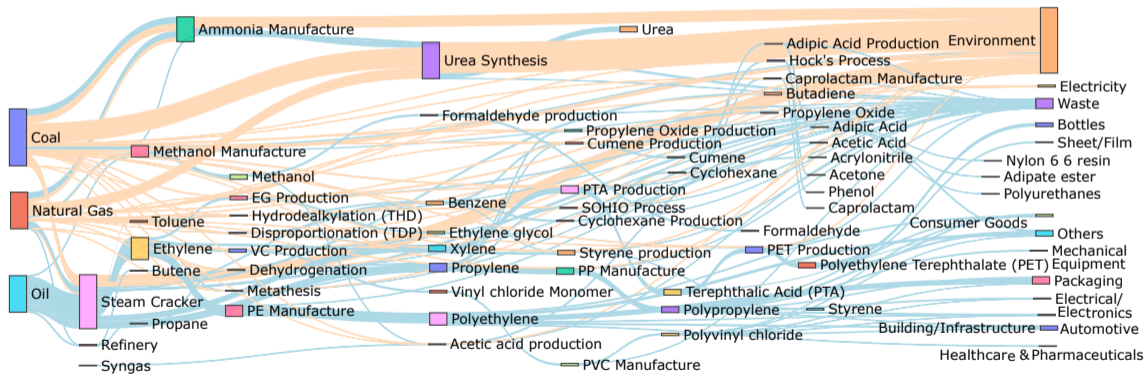 Ammonia Manufacture
Urea
Environment
Adipic Acid Production
Urea Synthesis
Hock's Process
Caprolactam Manufacture
Electricity
Butadiene
Waste
Formaldehyde production
Propylene Oxide
Bottles
Adipic Acid
Propylene Oxide Production
Coal
Cumene Production
Acetic Acid
Sheet/Film
Methanol Manufacture
Cumene
Acrylonitrile
Nylon 6 6 resin
Cyclohexane
Acetone
Adipate ester
Methanol
PTA Production
Phenol
Polyurethanes
EG Production
Benzene
SOHIO Process
Caprolactam
Natural Gas
Toluene
Hydrodealkylation (THD)
Cyclohexane Production
Consumer Goods
Disproportionation (TDP)
Ethylene glycol
Formaldehyde
Others
Ethylene
VC Production
Xylene
Styrene production
PET Production
Mechanical
Equipment
Butene
Dehydrogenation
Propylene
PP Manufacture
Polyethylene Terephthalate (PET)
Packaging
Oil
Steam Cracker
Metathesis
Vinyl chloride Monomer
Terephthalic Acid (PTA)
Electrical/
Electronics
PE Manufacture
Polyethylene
Polypropylene
Styrene
Propane
Building/Infrastructure
Automotive
Refinery
Acetic acid production
Polyvinyl chloride
Healthcare & Pharmaceuticals
Syngas
PVC Manufacture